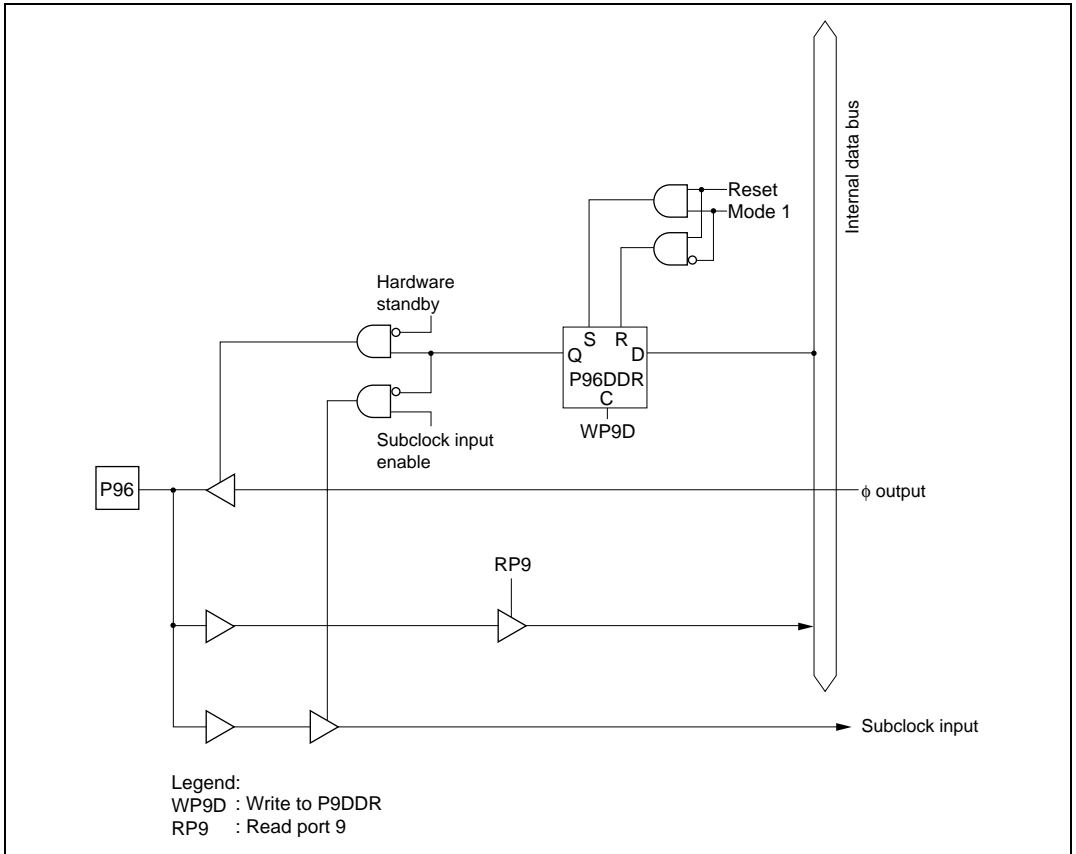 Internal data bus
Reset
Mode 1
Hardware
standby
S R
Q D
P96DDR
C
WP9D
Subclock input
enable
P96
ϕ output
RP9
Subclock input
Legend:
WP9D : Write to P9DDR
RP9 : Read port 9